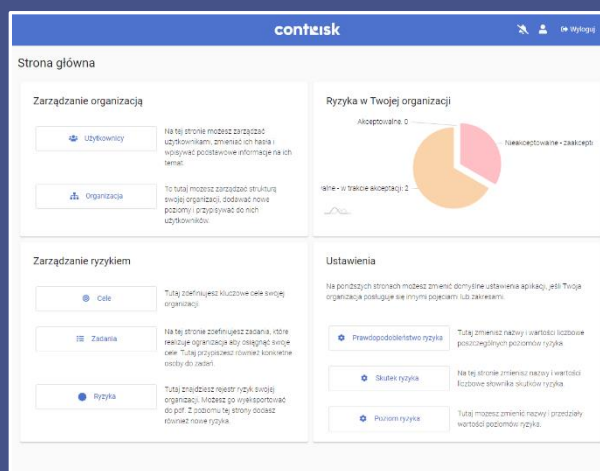 contrisk
Wyloguj
Strona główna
Zarządzanie organizacją
Użytkownicy
Na tej stronie możesz zarządzać
użytkownikami, zmieniać ich hasła i
wpisywać podstawowe informacje na ich
temat.
Organizacja
To tutaj możesz zarządzać strukturą
swojej organizacji, dodawać nowe
poziomy i przypisywać do nich
użytkowników.
Ryzyka w Twojej organizacji
Akceptowalne: 0
Nieakceptowalne - zaakcepto
alne - w trakcie akceptacji: 2
Zarządzanie ryzykiem
Cele
Tutaj zdefiniujesz kluczowe cele swojej
organizacji.
Zadania
Na tej stronie zdefiniujesz zadania, które
realizuje ogranizacja aby osiągnąć swoje
cele. Tutaj przypiszesz również konkretne
osoby do zadań.
Ryzyka
Tutaj znajdziesz rejestr ryzyk swojej
organizacji. Możesz go wyeksportować
do pdf. Z poziomu tej strony dodasz
również nowe ryzyka.
Ustawienia
Na poniższych stronach możesz zmienić domyślne ustawienia aplikacji, jeśli Twoja
organizacja posługuje się innymi pojęciami lub zakresami.
Prawdopodobieństwo ryzyka
Tutaj zmienisz nazwy i wartości liczbowe
poszczególnych poziomów ryzyka.
Skutek ryzyka
Na tej stronie zmienisz nazwy i wartości
liczbowe słownika skutków ryzyka.
Poziom ryzyka
Tutaj możesz zmienić nazwy i przedziały
wartości poziomów ryzyka.